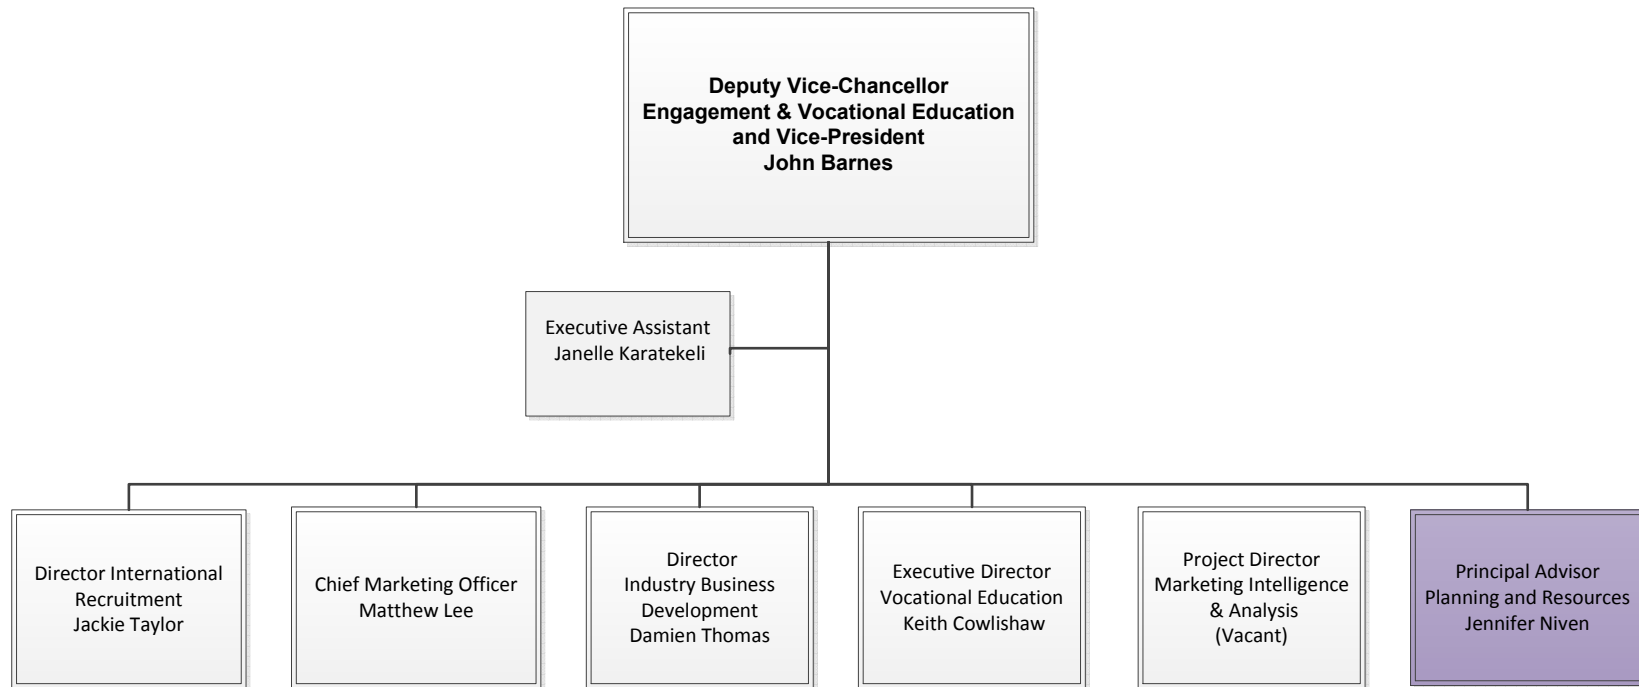 Deputy Vice-Chancellor
Engagement & Vocational Education
and Vice-President
John Barnes
Executive Assistant
Janelle Karatekeli
Director International
Recruitment
Jackie Taylor
Chief Marketing Officer
Matthew Lee
Director
Industry Business
Development
Damien Thomas
Executive Director
Vocational Education
Keith Cowlishaw
Project Director
Marketing Intelligence
& Analysis
(Vacant)
Principal Advisor
Planning and Resources
Jennifer Niven